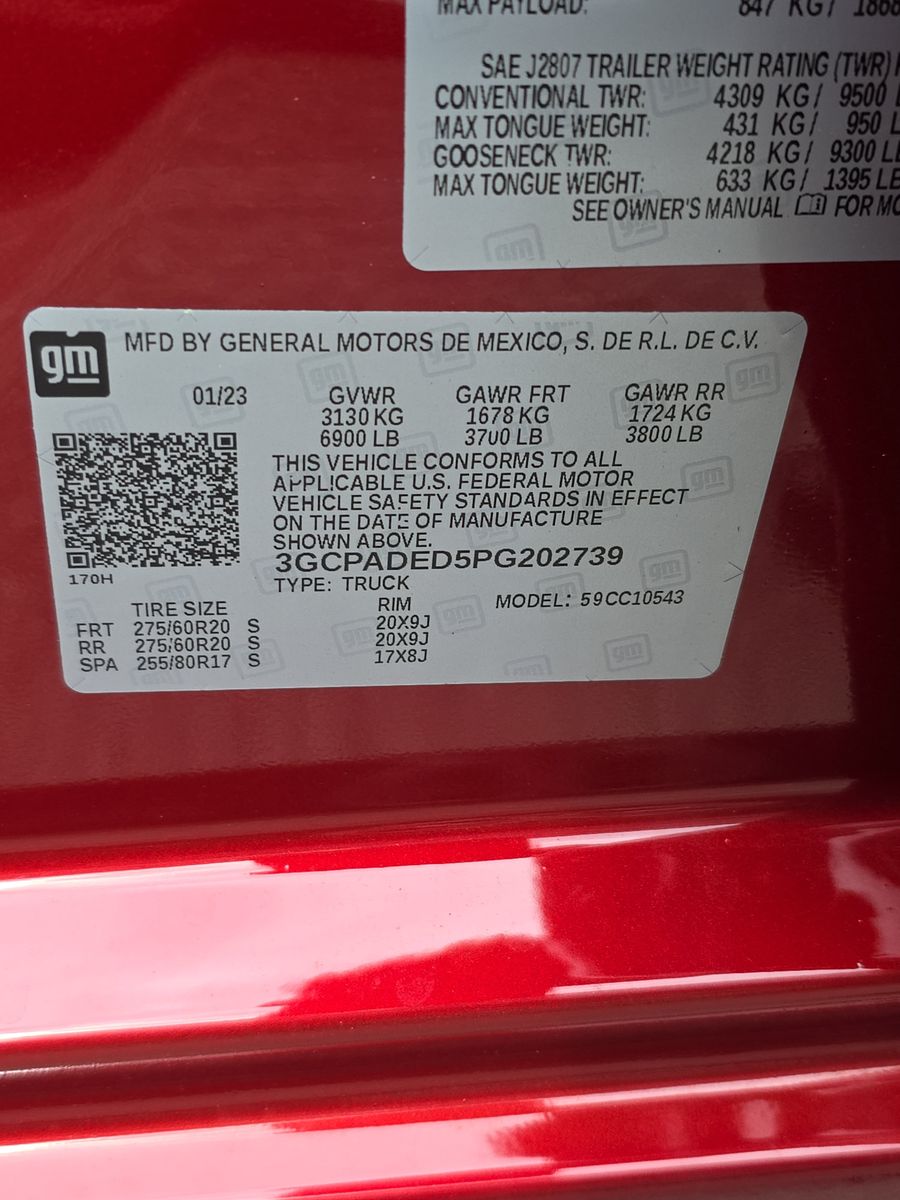 MAX PAYLOAD: 847 KG/ 1868
SAE J2807 TRAILER WEIGHT RATING (TWR)
CONVENTIONAL TWR: 4309 KG/ 9500
MAX TONGUE WEIGHT: 431 KG/ 950
GOOSENECK TWR: 4218 KG/ 9300
MAX TONGUE WEIGHT: 633 KG/ 1395 LB
SEE OWNER'S MANUAL FOR MO
gm
MFD BY GENERAL MOTORS DE MEXICO, S. DE R.L. DE C.V.
01/23 GVWR GAWR FRT GAWR RR
3130 KG 1678 KG 1724 KG
6900 LB 3700 LB 3800 LB
THIS VEHICLE CONFORMS TO ALL
APPLICABLE U.S. FEDERAL MOTOR
VEHICLE SAFETY STANDARDS IN EFFECT
ON THE DATE OF MANUFACTURE
SHOWN ABOVE.
3GCPADED5PG202739
170H
TYPE: TRUCK
TIRE SIZE RIM MODEL: 59CC10543
FRT 275/60R20 S 20X9J
RR 275/60R20 S 20X9J
SPA 255/80R17 S 17X8J